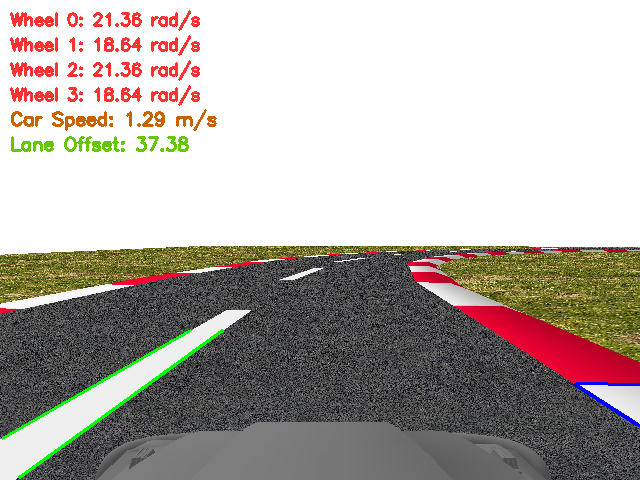 Wheel 0: 21.36 rad/s
Wheel 1: 18.64 rad/s
Wheel 2: 21.36 rad/s
Wheel 3: 18.64 rad/s
Car Speed: 1.29 m/s
Lane Offset: 37.38